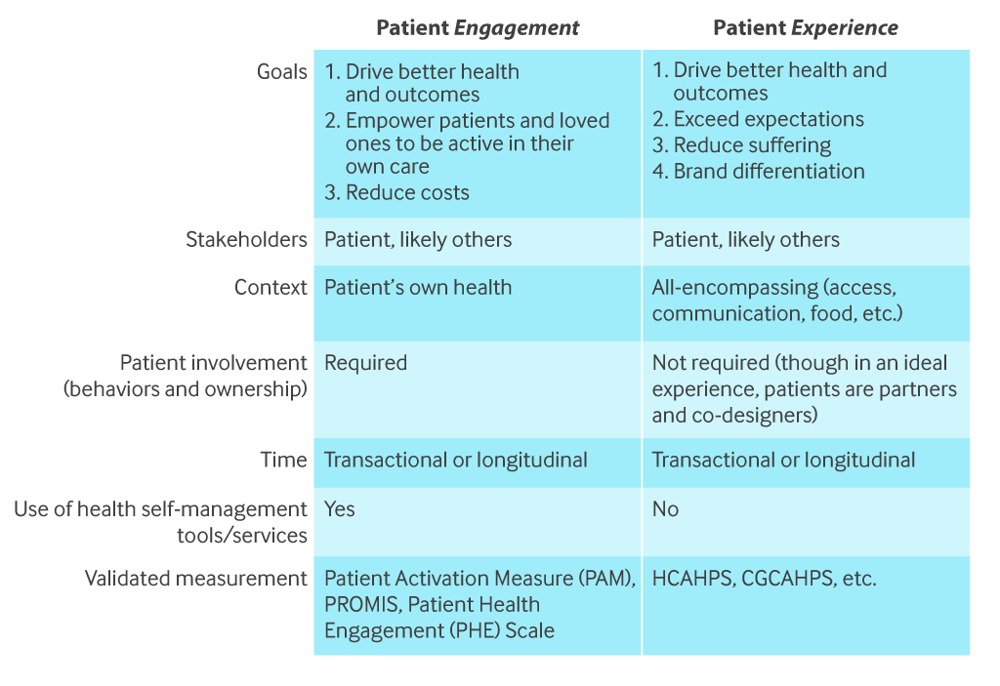 Patient Engagement
Patient Experience
Goals
1. Drive better health
and outcomes
2. Empower patients and loved
ones to be active in their
own care
3. Reduce costs
1. Drive better health and
outcomes
2. Exceed expectations
3. Reduce suffering
4. Brand differentiation
Stakeholders
Patient, likely others
Patient, likely others
Context
Patient’s own health
All-encompassing (access,
communication, food, etc.)
Patient involvement
(behaviors and ownership)
Required
Not required (though in an ideal
experience, patients are partners
and co-designers)
Time
Transactional or longitudinal
Transactional or longitudinal
Use of health self-management
tools/services
Yes
No
Validated measurement
Patient Activation Measure (PAM),
PROMIS, Patient Health
Engagement (PHE) Scale
HCAHPS, CGCAHPS, etc.